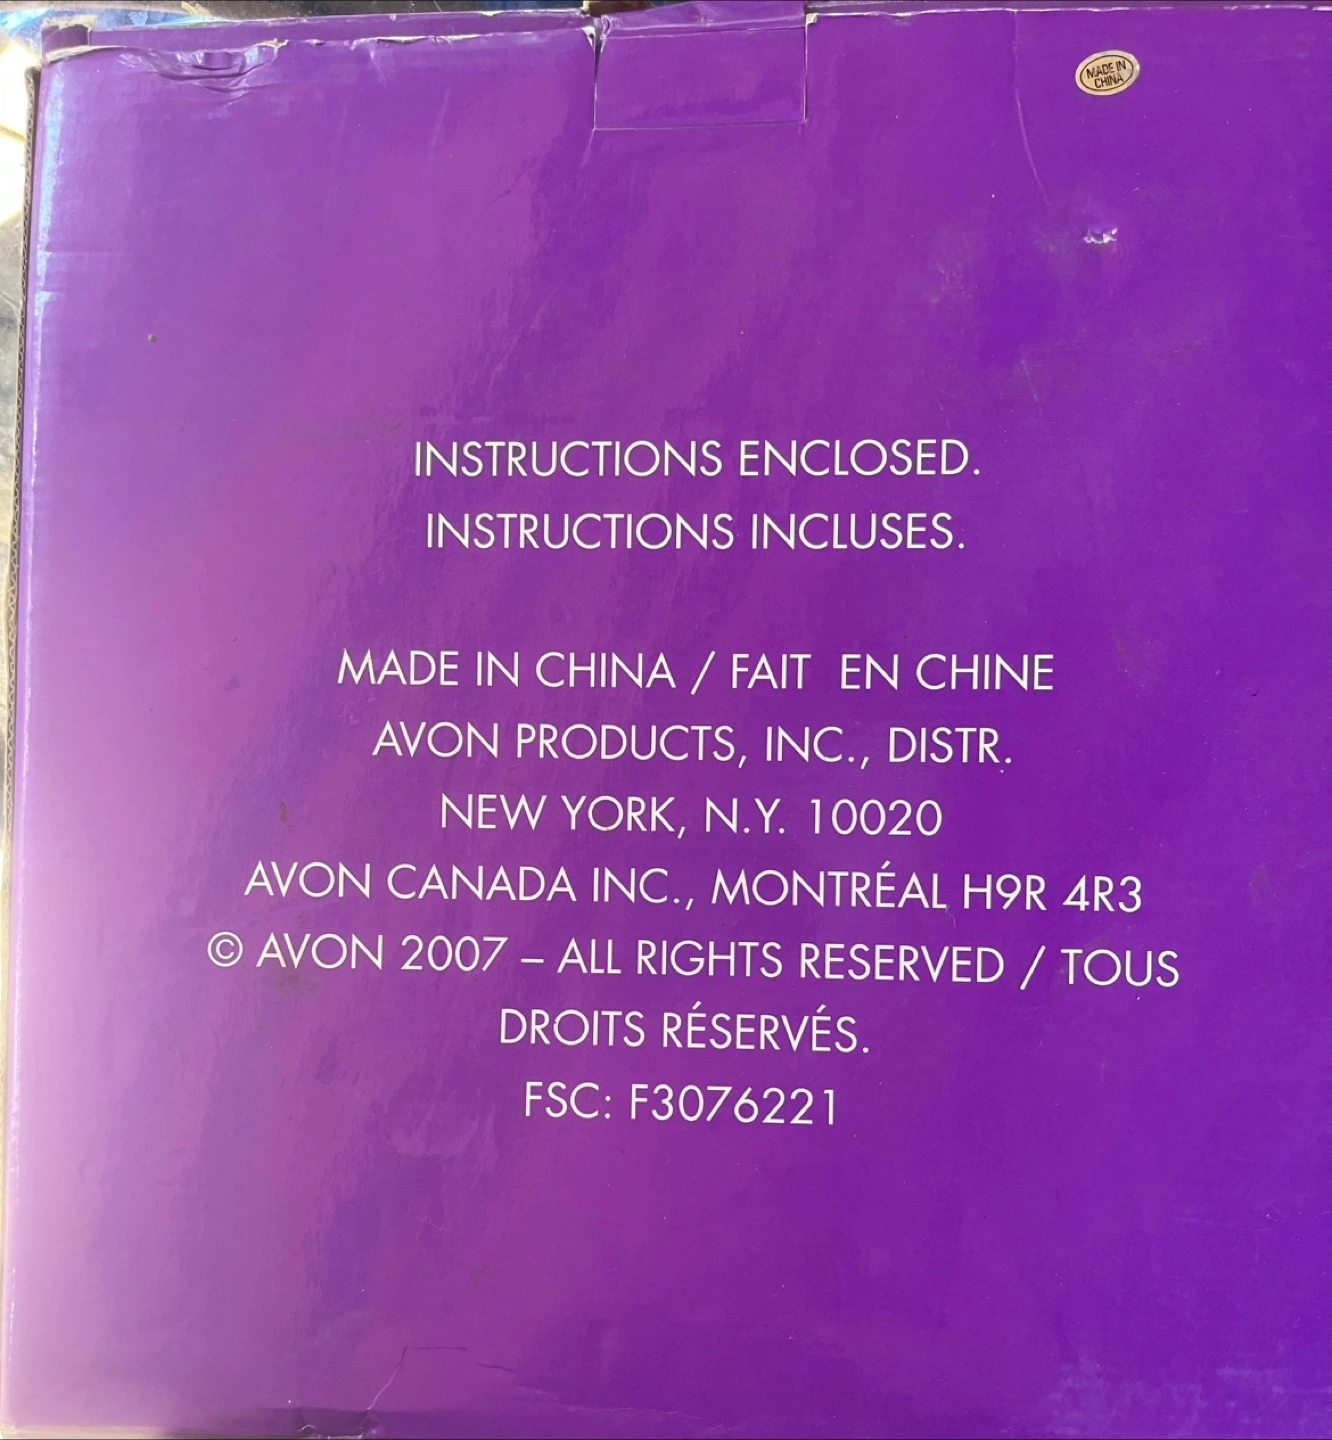 MADE IN
CHINA
INSTRUCTIONS ENCLOSED.
INSTRUCTIONS INCLUSES.
MADE IN CHINA / FAIT EN CHINE
AVON PRODUCTS, INC., DISTR.
NEW YORK, N.Y. 10020
AVON CANADA INC., MONTRÉAL H9R 4R3
© AVON 2007 – ALL RIGHTS RESERVED / TOUS
DROITS RÉSERVÉS.
FSC: F3076221